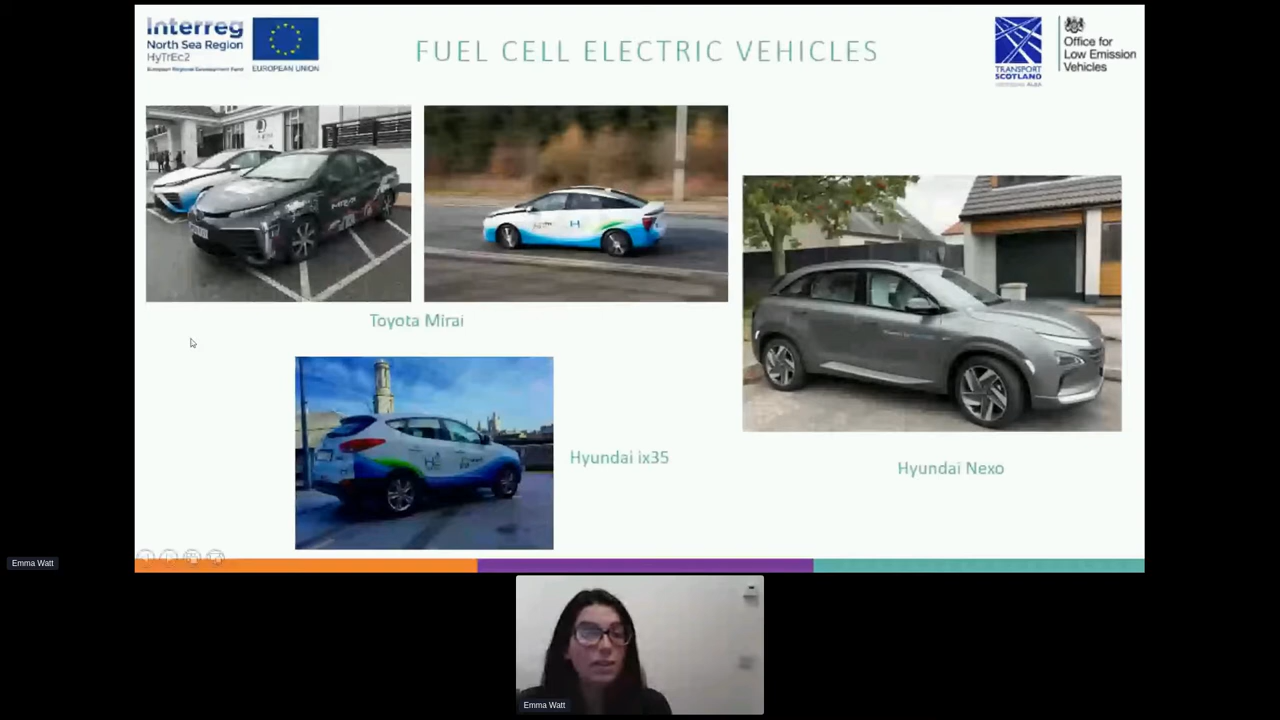 Interreg
North Sea Region
HyTrEc2
European Regional Development Fund
EUROPEAN UNION
FUEL CELL ELECTRIC VEHICLES
TRANSPORT
SCOTLAND
Office for
Low Emission
Vehicles
Toyota Mirai
Hyundai ix35
Hyundai Nexo
Emma Watt
Emma Watt